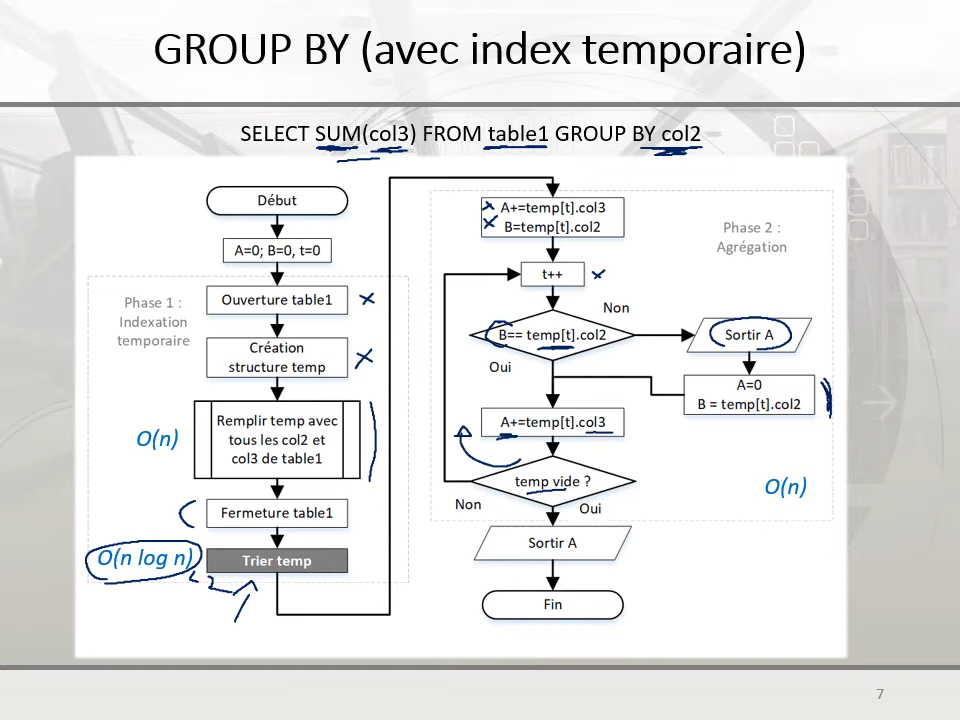 GROUP BY (avec index temporaire)
SELECT SUM(col3) FROM table1 GROUP BY col2
Début
A=0; B=0, t=0
Phase 1 :
Indexation
temporaire
Ouverture table1
Création
structure temp
O(n)
Remplir temp avec
tous les col2 et
col3 de table1
Fermeture table1
O(n log n)
Trier temp
A+=temp[t].col3
B=temp[t].col2
Phase 2 :
Agrégation
t++
Non
B== temp[t].col2
Sortir A
Oui
A=0
B = temp[t].col2
A+=temp[t].col3
temp vide ?
O(n)
Non
Oui
Sortir A
Fin
7